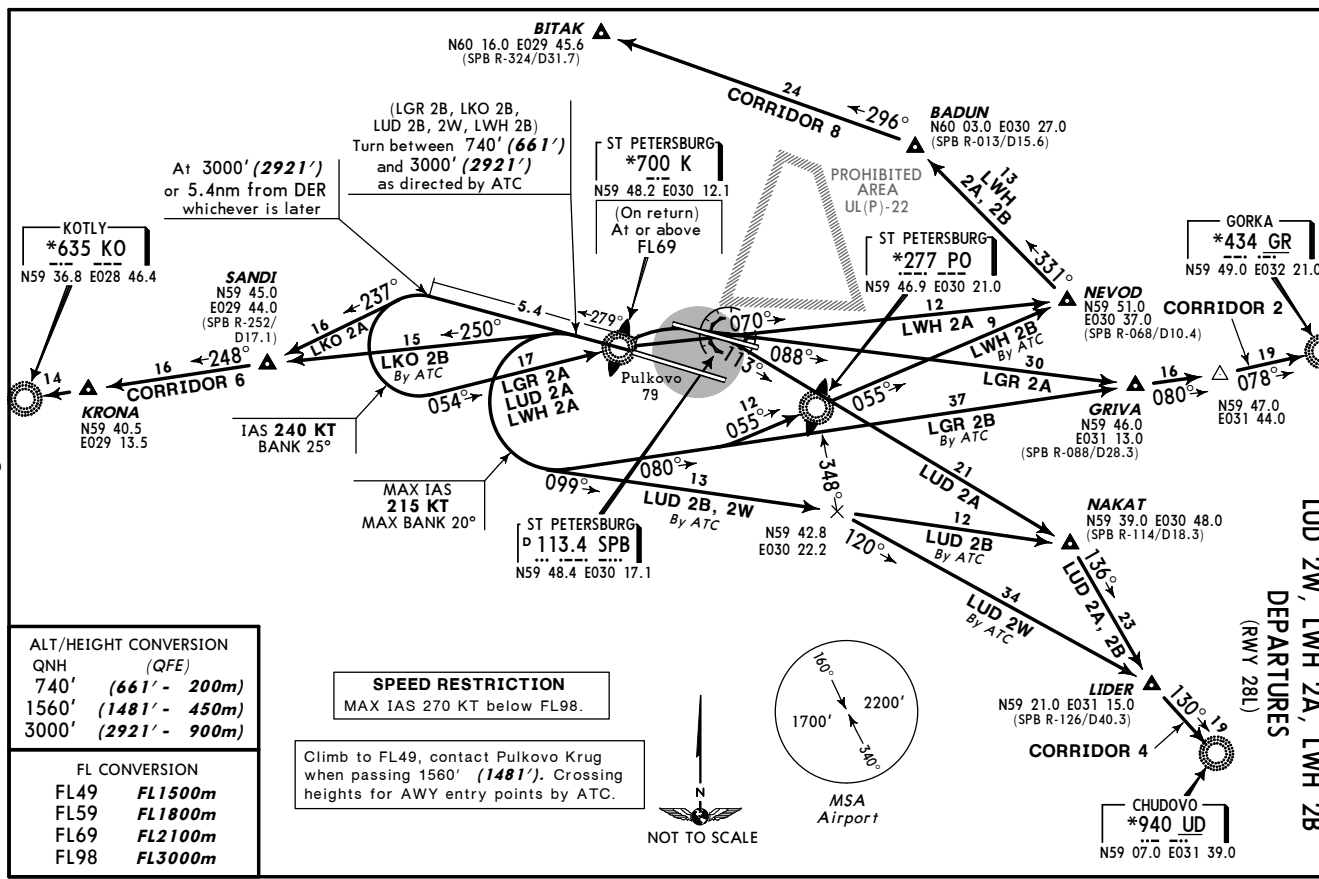 BITAK
N60 16.0 E029 45.6
(SPB R-324/D31.7)
24
CORRIDOR 8
296°
BADUN
N60 03.0 E030 27.0
(SPB R-013/D15.6)
(LGR 2B, LKO 2B,
LUD 2B, 2W, LWH 2B)
Turn between 740' (661')
and 3000' (2921')
as directed by ATC
At 3000' (2921')
or 5.4nm from DER
whichever is later
ST PETERSBURG
*700 K
N59 48.2 E030 12.1
(On return)
At or above
FL69
PROHIBITED
AREA
UL(P)-22
13
LWH
2A, 2B
331°
KOTLY
*635 KO
N59 36.8 E028 46.4
ST PETERSBURG
*277 PO
N59 46.9 E030 21.0
GORKA
*434 GR
N59 49.0 E032 21.0
SANDI
N59 45.0
E029 44.0
(SPB R-252/
D17.1)
237°
16
LKO 2A
5.4
279°
070°
12
LWH 2A
NEVOD
N59 51.0
E030 37.0
(SPB R-068/D10.4)
CORRIDOR 2
15
250°
LKO 2B
By ATC
9
LWH 2B
By ATC
088°
113°
30
LGR 2A
16
080°
19
078°
14
16
248°
CORRIDOR 6
17
054°
LGR 2A
LUD 2A
LWH 2A
Pulkovo
79
KRONA
N59 40.5
E029 13.5
055°
37
LGR 2B
By ATC
GRIVA
N59 46.0
E031 13.0
(SPB R-088/D28.3)
N59 47.0
E031 44.0
IAS 240 KT
BANK 25°
12
055°
080°
099°
13
LUD 2B, 2W
By ATC
348°
21
LUD 2A
MAX IAS
215 KT
MAX BANK 20°
ST PETERSBURG
D 113.4 SPB
N59 48.4 E030 17.1
N59 42.8
E030 22.2
120°
12
LUD 2B
By ATC
NAKAT
N59 39.0 E030 48.0
(SPB R-114/D18.3)
34
LUD 2W
By ATC
136°
23
LUD 2A, 2B
LIDER
N59 21.0 E031 15.0
(SPB R-126/D40.3)
130°
19
CORRIDOR 4
CHUDOVO
*940 UD
N59 07.0 E031 39.0
LUD 2W, LWH 2A, LWH 2B
DEPARTURES
(RWY 28L)
ALT/HEIGHT CONVERSION
QNH (QFE)
740' (661' - 200m)
1560' (1481' - 450m)
3000' (2921' - 900m)
FL CONVERSION
FL49 FL1500m
FL59 FL1800m
FL69 FL2100m
FL98 FL3000m
SPEED RESTRICTION
MAX IAS 270 KT below FL98.
Climb to FL49, contact Pulkovo Krug
when passing 1560' (1481'). Crossing
heights for AWY entry points by ATC.
N
NOT TO SCALE
160°
2200'
1700'
340°
MSA
Airport